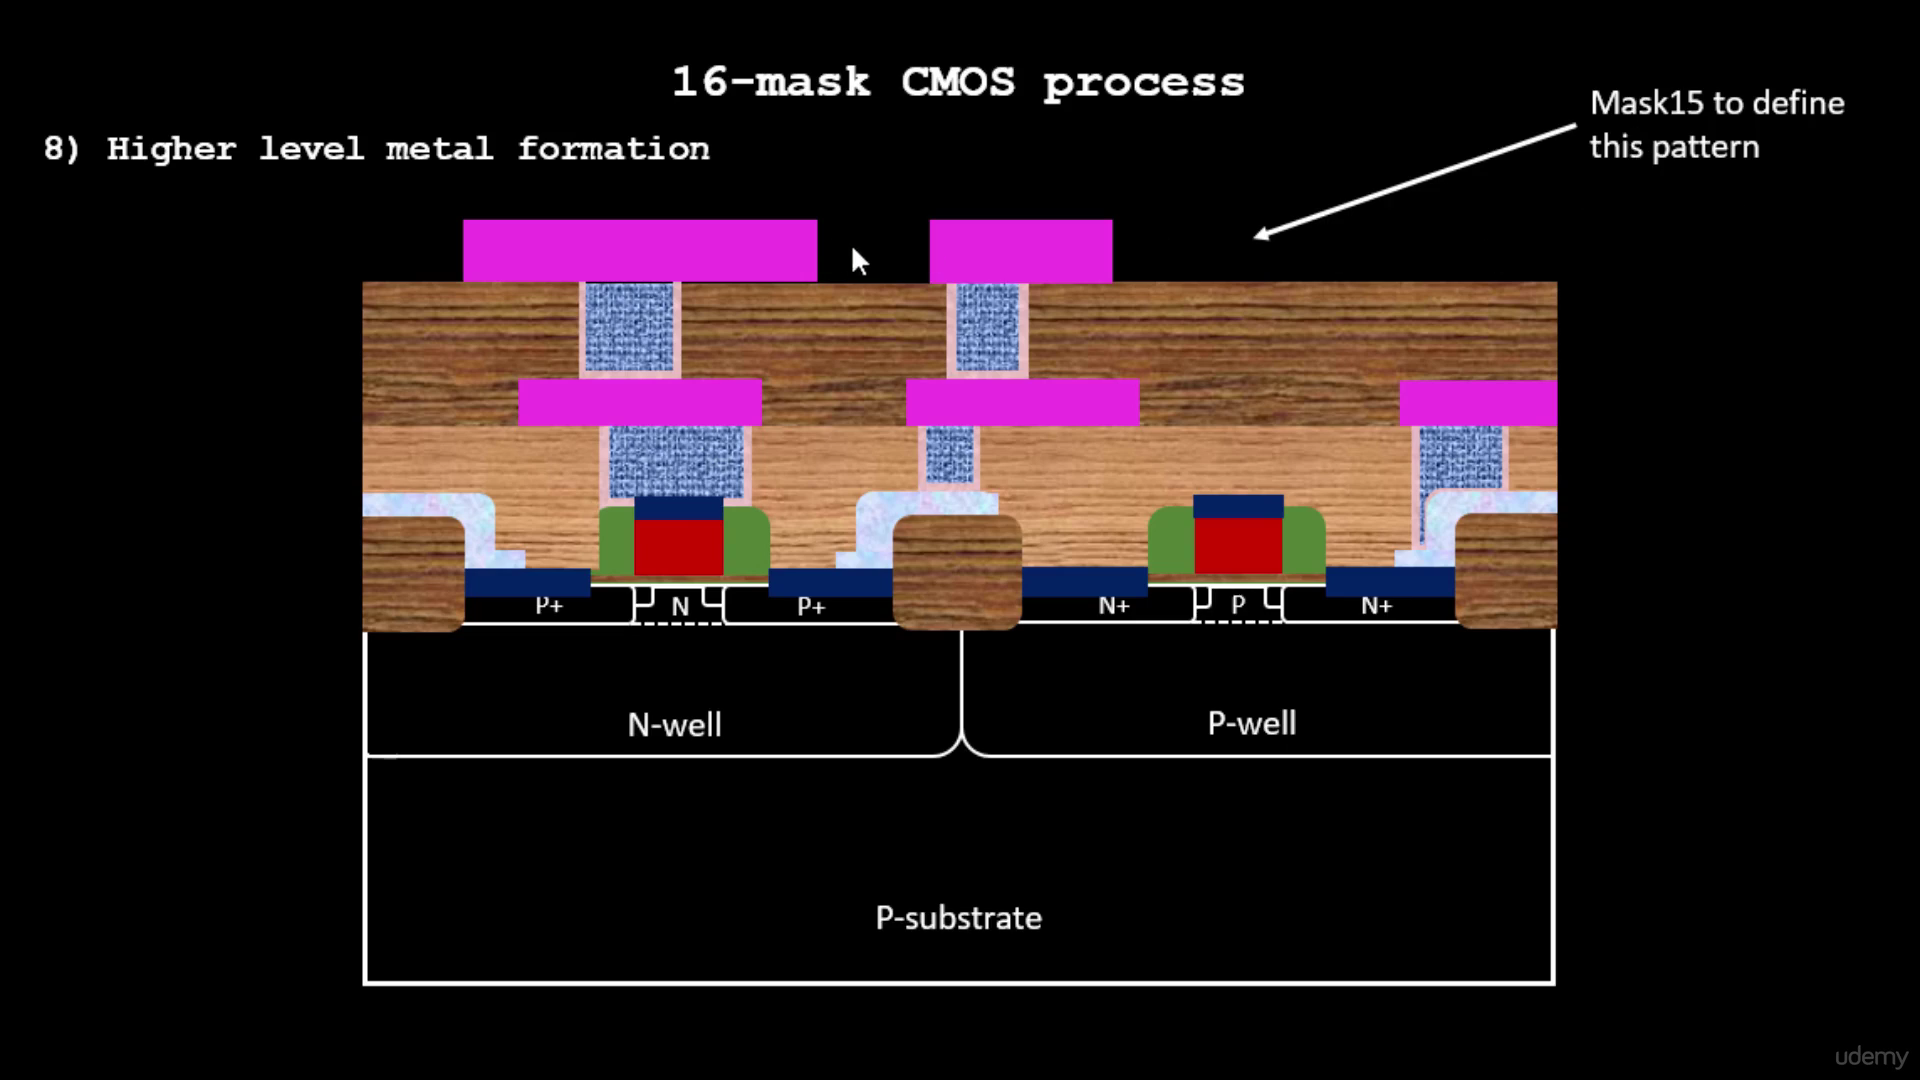 16-mask CMOS process
8) Higher level metal formation
Mask15 to define
this pattern
P+ N P+ N+ P N+
N-well P-well
P-substrate
udemy